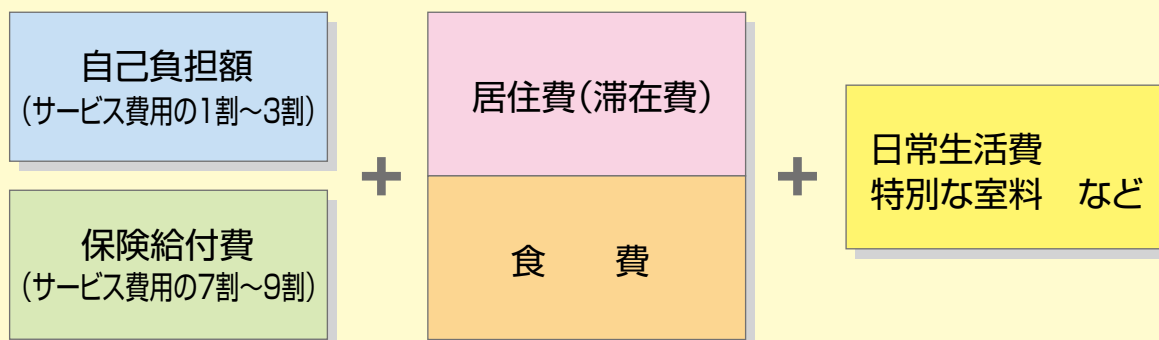 自己負担額
(サービス費用の1割~3割)
保険給付費
(サービス費用の7割~9割)
+
居住費(滞在費)
食　費
+
日常生活費
特別な室料　など